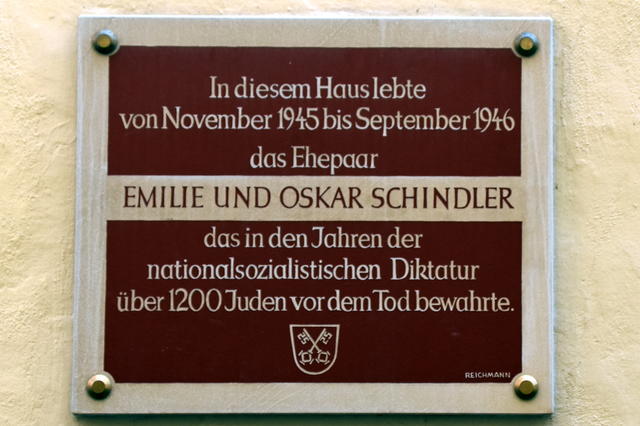 In diesem Haus lebte
von November 1945 bis September 1946
das Ehepaar
EMILIE UND OSKAR SCHINDLER
das in den Jahren der
nationalsozialistischen Diktatur
über 1200 Juden vor dem Tod bewahrte.
REICHMANN